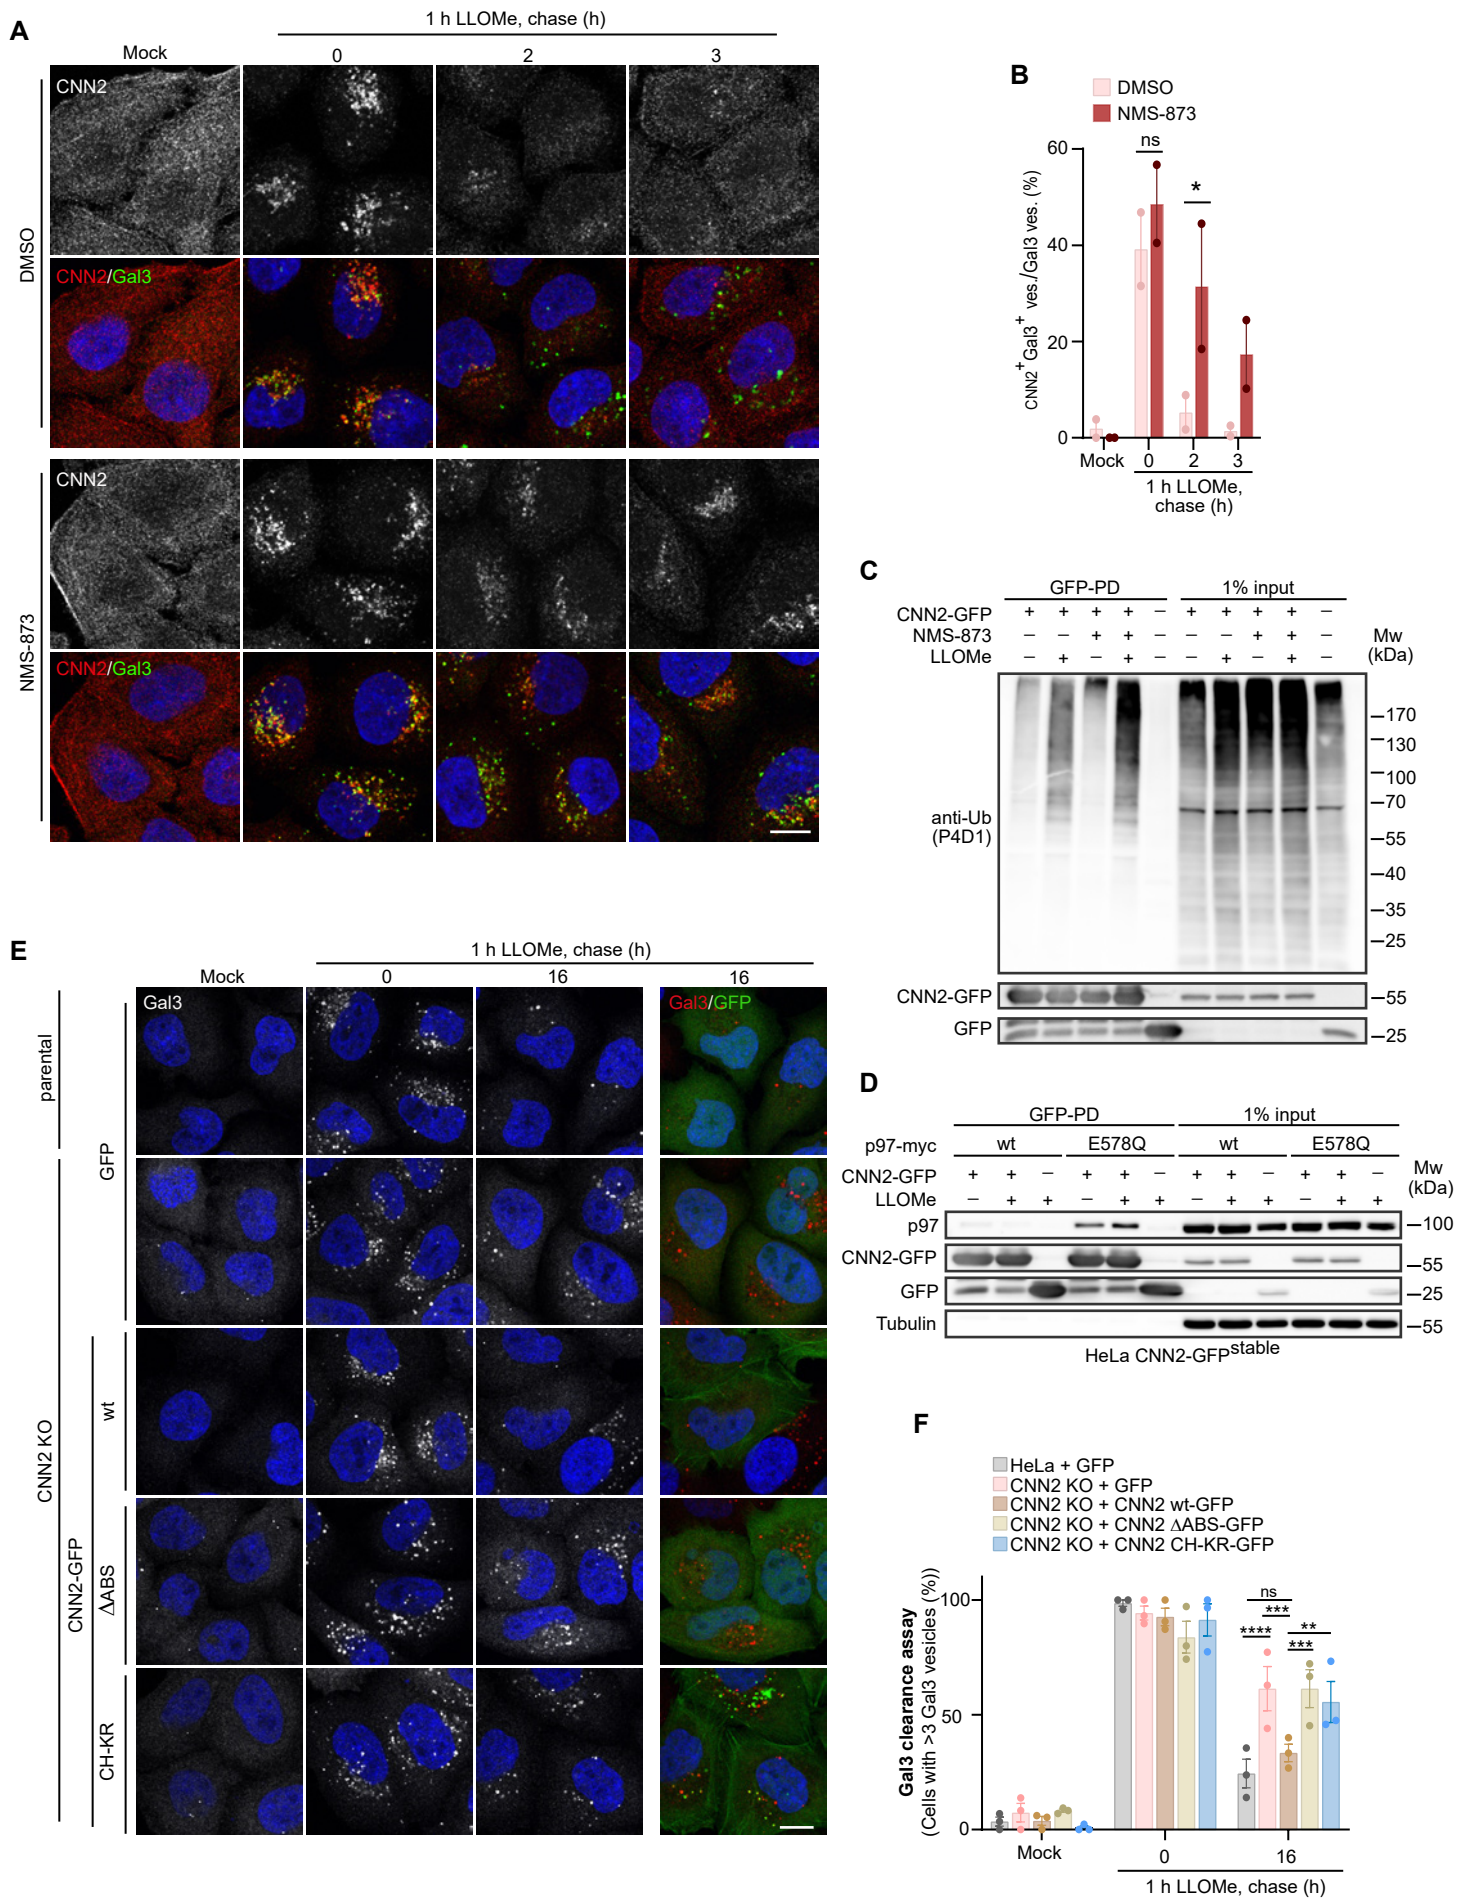 A
1 h LLOMe, chase (h)
Mock 0 2 3
DMSO
CNN2
CNN2/Gal3
NMS-873
CNN2
CNN2/Gal3
B
DMSO
NMS-873
CNN2+Gal3+ ves./Gal3 ves. (%)
60
40
20
0
ns
*
Mock 0 2 3
1 h LLOMe,
chase (h)
C
GFP-PD 1% input
CNN2-GFP + + + + – + + + + –
NMS-873 – – + + – – – + + –
LLOMe – + – + – – + – + –
Mw
(kDa)
anti-Ub
(P4D1)
170
130
100
70
55
40
35
25
CNN2-GFP 55
GFP 25
D
GFP-PD 1% input
p97-myc wt E578Q wt E578Q
CNN2-GFP + + – + + – + + – + + –
LLOMe – + + – + + – + + – + +
Mw
(kDa)
p97 100
CNN2-GFP 55
GFP 25
Tubulin 55
HeLa CNN2-GFPstable
E
1 h LLOMe, chase (h)
Mock 0 16 16
parental
GFP
CNN2 KO
CNN2-GFP
wt
ΔABS
CH-KR
Gal3
Gal3/GFP
F
HeLa + GFP
CNN2 KO + GFP
CNN2 KO + CNN2 wt-GFP
CNN2 KO + CNN2 ΔABS-GFP
CNN2 KO + CNN2 CH-KR-GFP
Gal3 clearance assay
(Cells with >3 Gal3 vesicles (%))
100
50
0
ns
***
**
****
***
Mock 0 16
1 h LLOMe, chase (h)